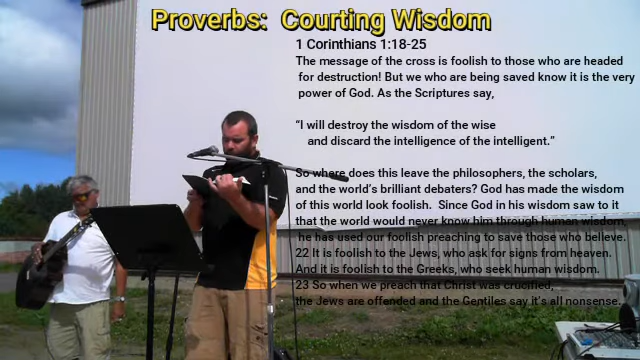 Proverbs: Courting Wisdom
1 Corinthians 1:18-25
The message of the cross is foolish to those who are headed
for destruction! But we who are being saved know it is the very
power of God. As the Scriptures say,
“I will destroy the wisdom of the wise
and discard the intelligence of the intelligent.”
So where does this leave the philosophers, the scholars,
and the world’s brilliant debaters? God has made the wisdom
of this world look foolish. Since God in his wisdom saw to it
that the world would never know him through human wisdom,
he has used our foolish preaching to save those who believe.
22 It is foolish to the Jews, who ask for signs from heaven.
And it is foolish to the Greeks, who seek human wisdom.
23 So when we preach that Christ was crucified,
the Jews are offended and the Gentiles say it’s all nonsense.